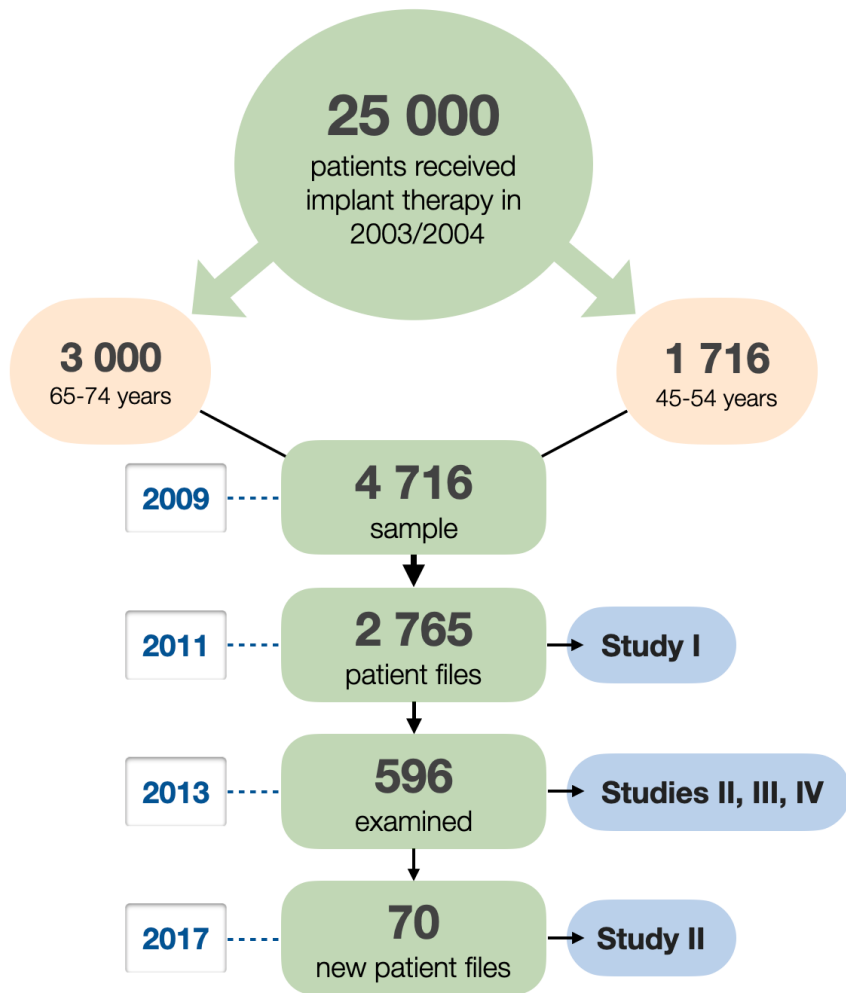 25 000
patients received
implant therapy in
2003/2004
3 000
65-74 years
1 716
45-54 years
2009
4 716
sample
2011
2 765
patient files
Study I
2013
596
examined
Studies II, III, IV
2017
70
new patient files
Study II